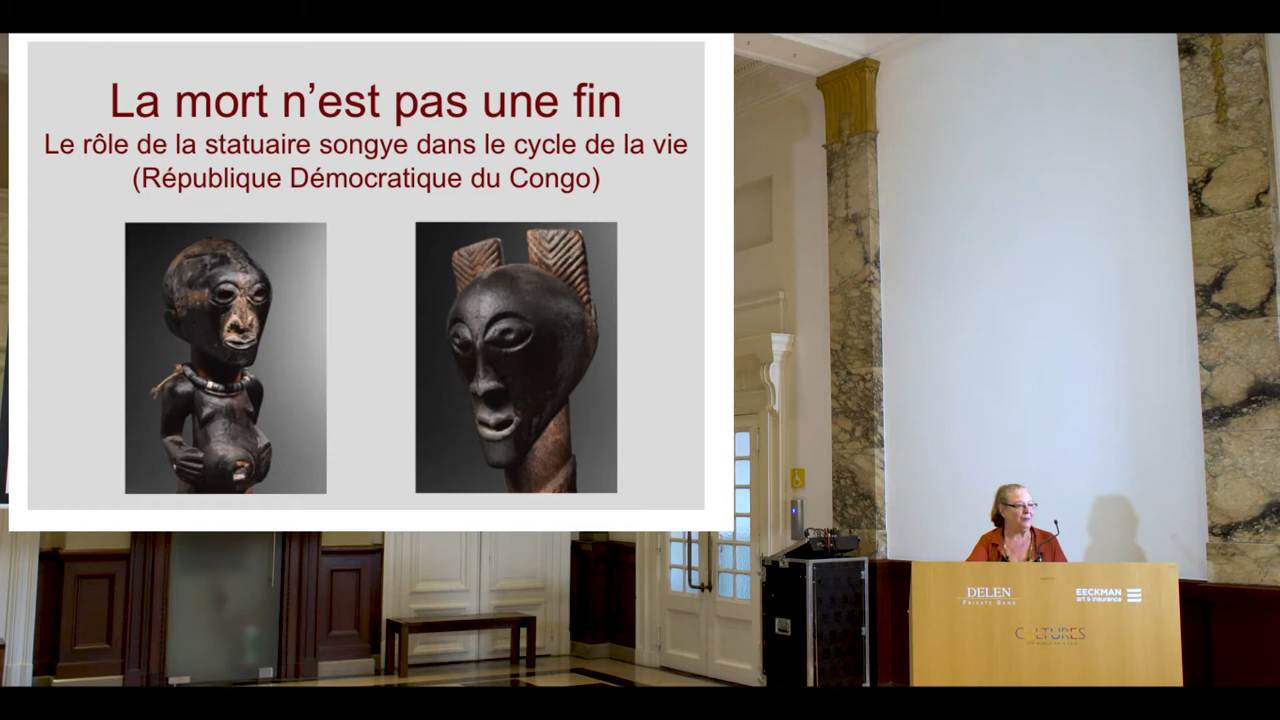 La mort n’est pas une fin
Le rôle de la statuaire songye dans le cycle de la vie
(République Démocratique du Congo)
DELEN
PRIVATE BANK
EECKMAN
art & insurance
CULTURES